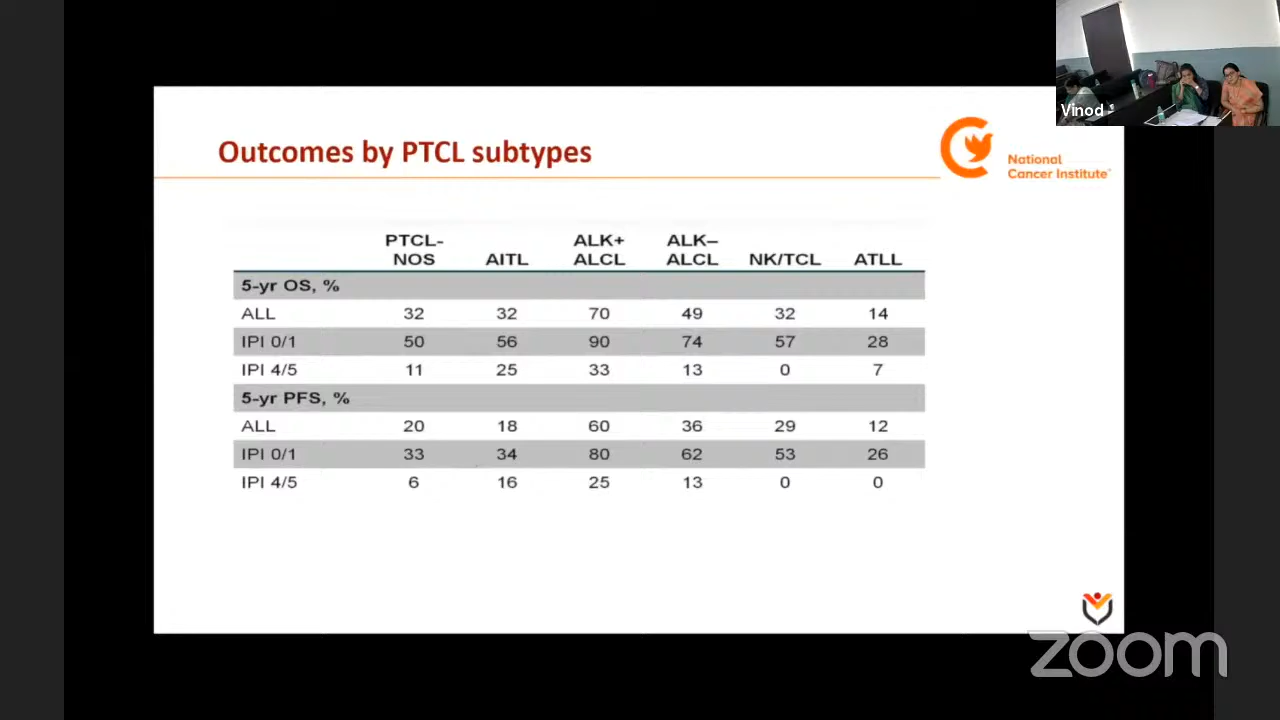 Vinod
Outcomes by PTCL subtypes
National
Cancer Institute
PTCL-
NOS
AITL
ALK+
ALCL
ALK–
ALCL
NK/TCL
ATLL
5-yr OS, %
ALL 32 32 70 49 32 14
IPI 0/1 50 56 90 74 57 28
IPI 4/5 11 25 33 13 0 7
5-yr PFS, %
ALL 20 18 60 36 29 12
IPI 0/1 33 34 80 62 53 26
IPI 4/5 6 16 25 13 0 0
zoom